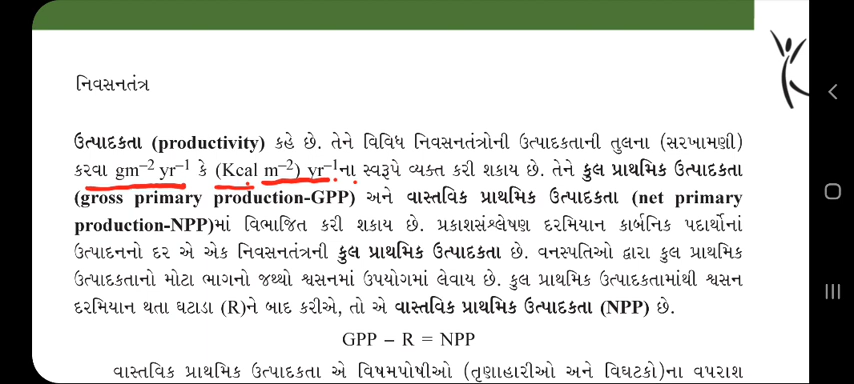 નિવસનતંત્ર
ઉત્પાદકતા (productivity) કહે છે. તેને વિવિધ નિવસનતંત્રોની ઉત્પાદકતાની તુલના (સરખામણી)
કરવા gm⁻² yr⁻¹ કે (Kcal m⁻²) yr⁻¹ના સ્વરૂપે વ્યક્ત કરી શકાય છે. તેને કુલ પ્રાથમિક ઉત્પાદકતા
(gross primary production-GPP) અને વાસ્તવિક પ્રાથમિક ઉત્પાદકતા (net primary
production-NPP)માં વિભાજિત કરી શકાય છે. પ્રકાશસંશ્લેષણ દરમિયાન કાર્બનિક પદાર્થોનાં
ઉત્પાદનનો દર એ એક નિવસનતંત્રની કુલ પ્રાથમિક ઉત્પાદકતા છે. વનસ્પતિઓ દ્વારા કુલ પ્રાથમિક
ઉત્પાદકતાનો મોટા ભાગનો જથ્થો શ્વસનમાં ઉપયોગમાં લેવાય છે. કુલ પ્રાથમિક ઉત્પાદકતામાંથી શ્વસન
દરમિયાન થતા ઘટાડા (R)ને બાદ કરીએ, તો એ વાસ્તવિક પ્રાથમિક ઉત્પાદકતા (NPP) છે.
GPP – R = NPP
વાસ્તવિક પ્રાથમિક ઉત્પાદકતા એ વિષમપોષીઓ (તૃણાહારીઓ અને વિઘટકો)ના વપરાશ